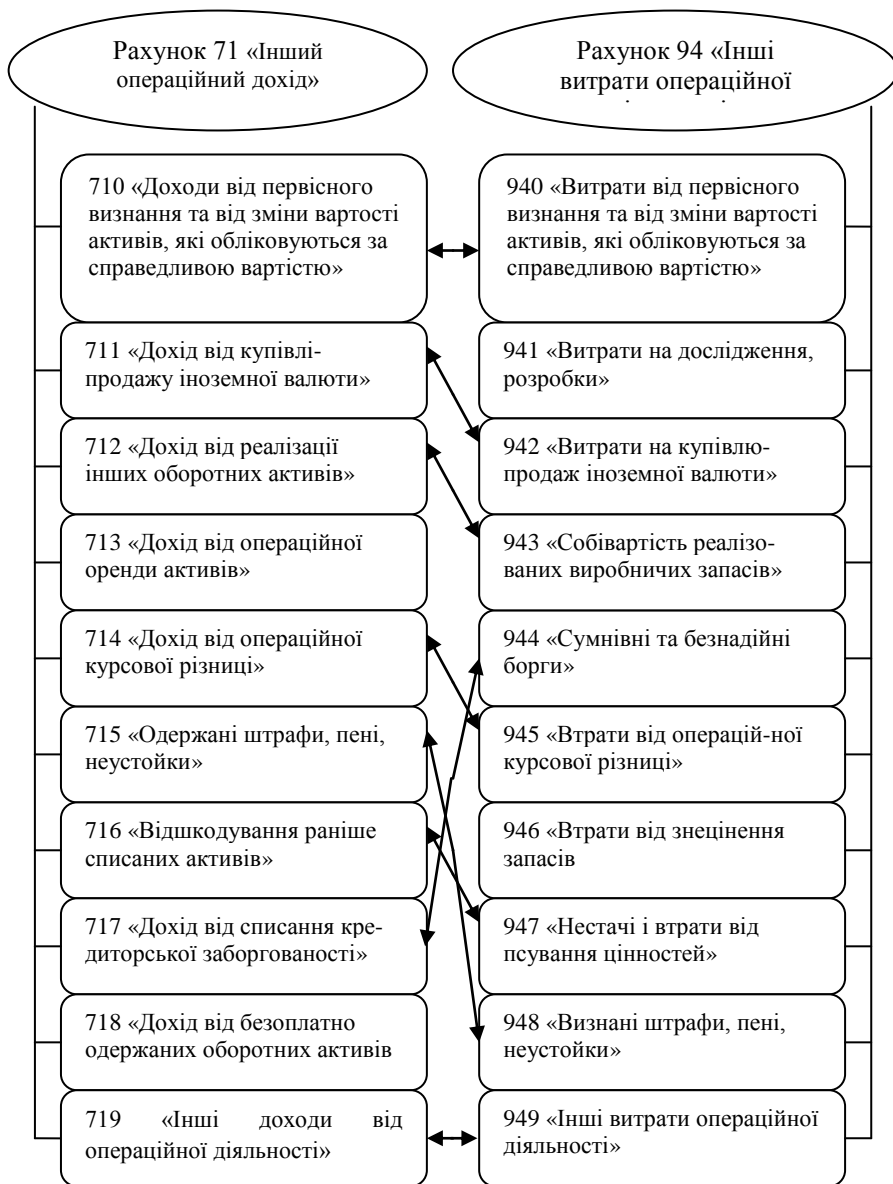 Рахунок 71 «Інший
операційний дохід»
Рахунок 94 «Інші
витрати операційної
710 «Доходи від первісного
визнання та від зміни вартості
активів, які обліковуються за
справедливою вартістю»
940 «Витрати від первісного
визнання та від зміни вартості
активів, які обліковуються за
справедливою вартістю»
711 «Дохід від купівлі-
продажу іноземної валюти»
941 «Витрати на дослідження,
розробки»
712 «Дохід від реалізації
інших оборотних активів»
942 «Витрати на купівлю-
продаж іноземної валюти»
713 «Дохід від операційної
оренди активів»
943 «Собівартість реалізо-
ваних виробничих запасів»
714 «Дохід від операційної
курсової різниці»
944 «Сумнівні та безнадійні
борги»
715 «Одержані штрафи, пені,
неустойки»
945 «Втрати від операцій-ної
курсової різниці»
716 «Відшкодування раніше
списаних активів»
946 «Втрати від знецінення
запасів
717 «Дохід від списання кре-
диторської заборгованості»
947 «Нестачі і втрати від
псування цінностей»
718 «Дохід від безоплатно
одержаних оборотних активів
948 «Визнані штрафи, пені,
неустойки»
719 «Інші доходи від
операційної діяльності»
949 «Інші витрати операційної
діяльності»